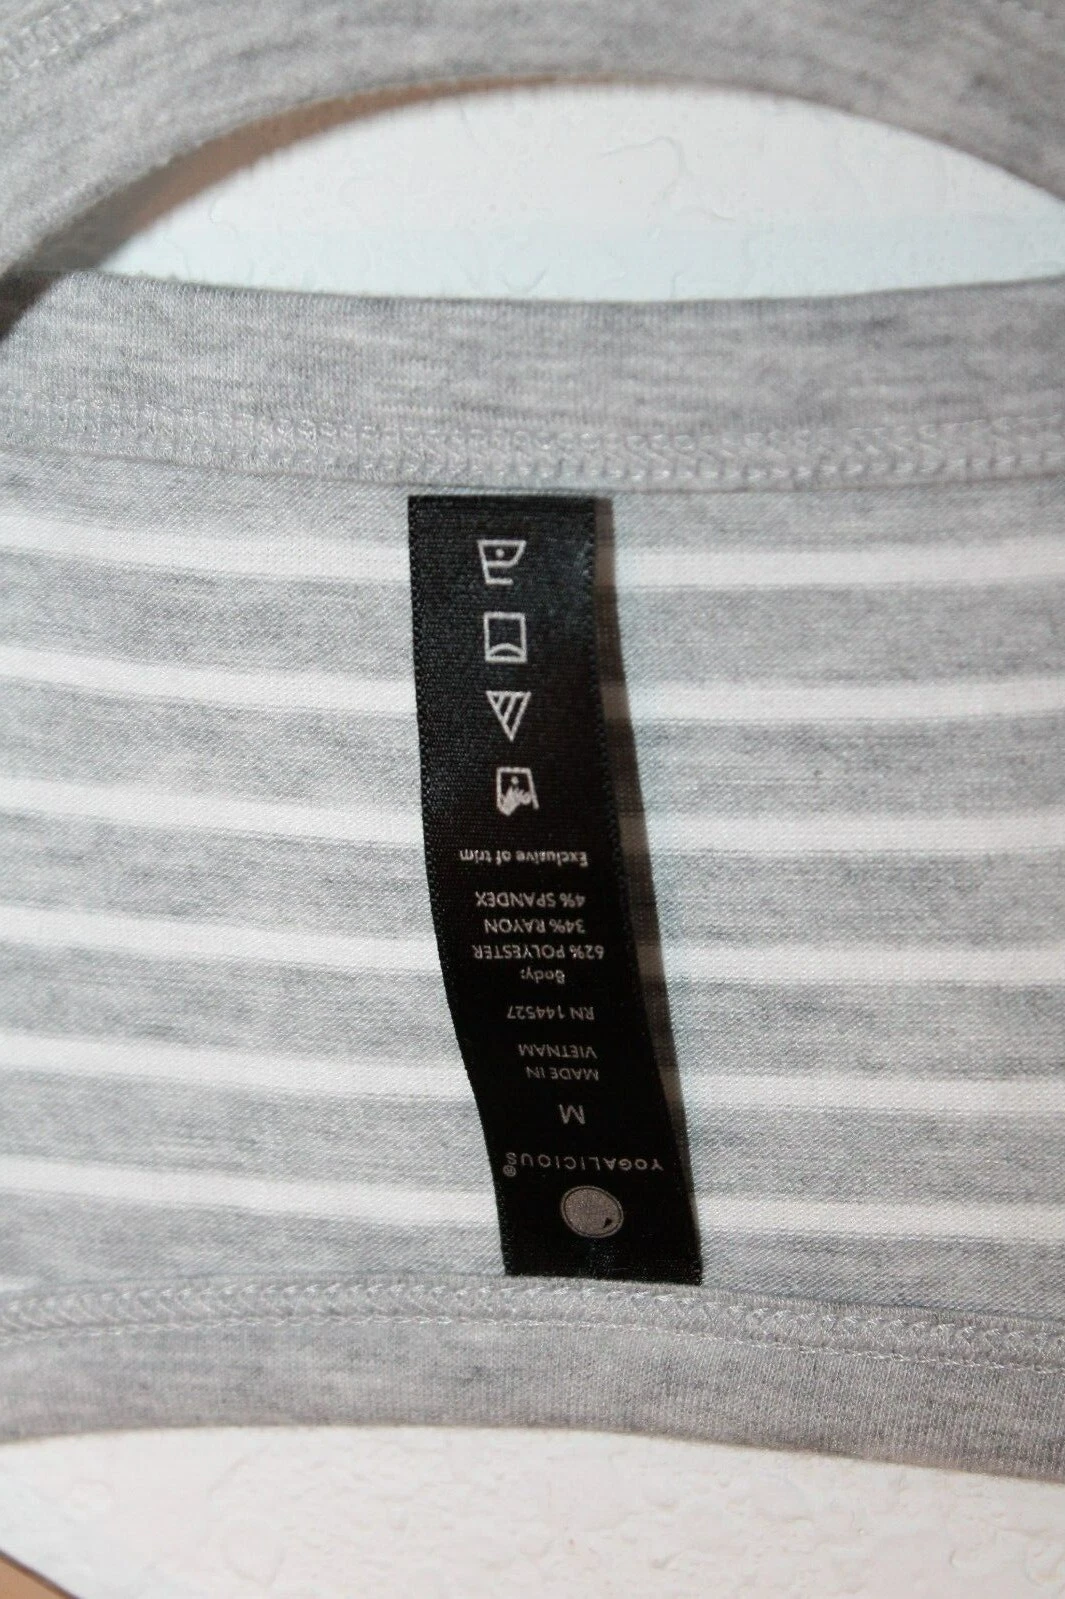 YOGALICIOUS®
M
MADE IN
VIETNAM
RN 144527
Body:
62% POLYESTER
34% RAYON
4% SPANDEX
Exclusive of trim